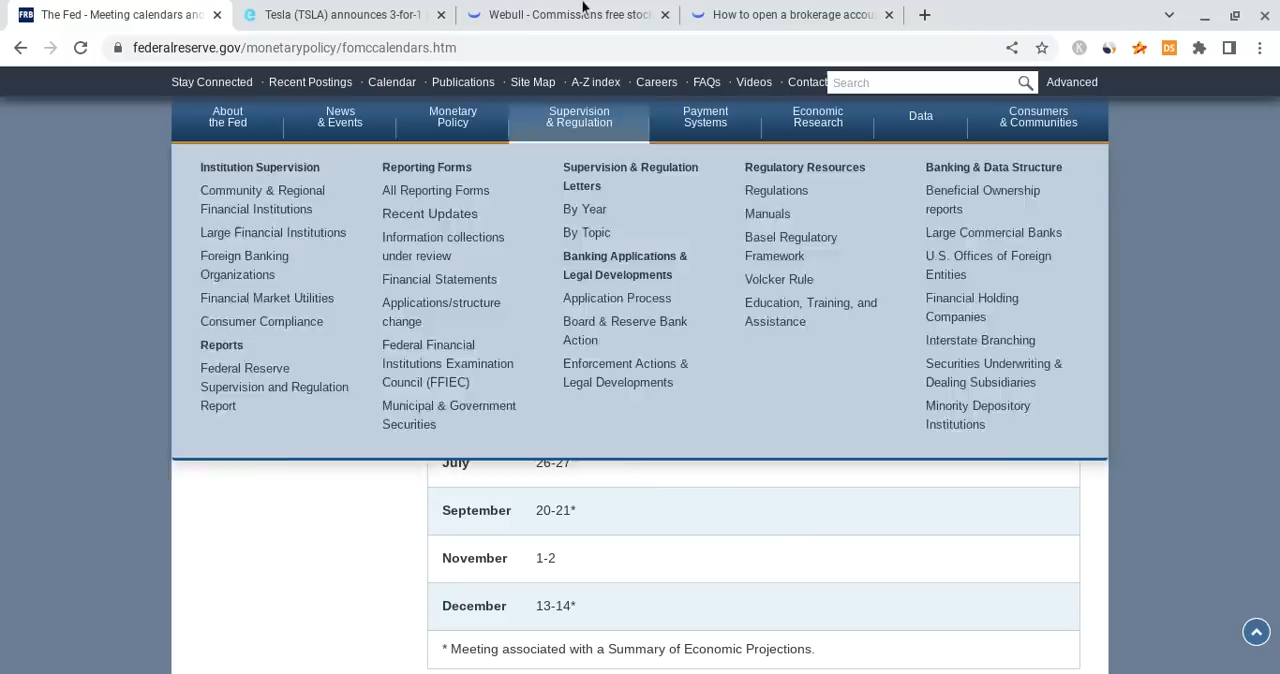 The Fed - Meeting calendars and
Tesla (TSLA) announces 3-for-1
Webull - Commissions free stoc
How to open a brokerage accou
federalreserve.gov/monetarypolicy/fomccalendars.htm
Stay Connected · Recent Postings · Calendar · Publications · Site Map · A-Z index · Careers · FAQs · Videos · Contact
Search
Advanced
About
the Fed
News
& Events
Monetary
Policy
Supervision
& Regulation
Payment
Systems
Economic
Research
Data
Consumers
& Communities
Institution Supervision
Community & Regional
Financial Institutions
Large Financial Institutions
Foreign Banking
Organizations
Financial Market Utilities
Consumer Compliance
Reports
Federal Reserve
Supervision and Regulation
Report
Reporting Forms
All Reporting Forms
Recent Updates
Information collections
under review
Financial Statements
Applications/structure
change
Federal Financial
Institutions Examination
Council (FFIEC)
Municipal & Government
Securities
Supervision & Regulation
Letters
By Year
By Topic
Banking Applications &
Legal Developments
Application Process
Board & Reserve Bank
Action
Enforcement Actions &
Legal Developments
Regulatory Resources
Regulations
Manuals
Basel Regulatory
Framework
Volcker Rule
Education, Training, and
Assistance
Banking & Data Structure
Beneficial Ownership
reports
Large Commercial Banks
U.S. Offices of Foreign
Entities
Financial Holding
Companies
Interstate Branching
Securities Underwriting &
Dealing Subsidiaries
Minority Depository
Institutions
July 26-27
September 20-21*
November 1-2
December 13-14*
* Meeting associated with a Summary of Economic Projections.
FRB
K
DS